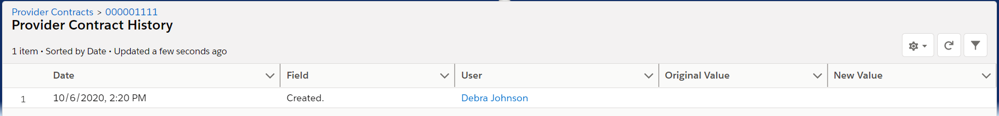 Provider Contracts > 000001111
Provider Contract History
1 item • Sorted by Date • Updated a few seconds ago
Date Field User Original Value New Value
1 10/6/2020, 2:20 PM Created. Debra Johnson